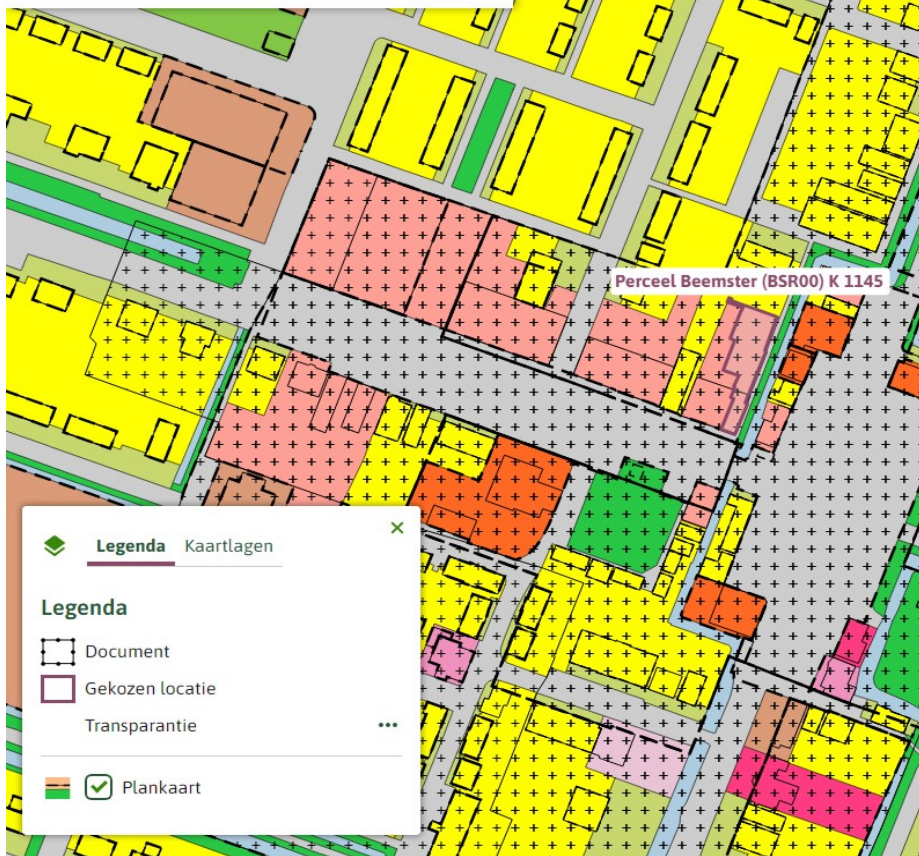 Perceel Beemster (BSR00) K 1145
Legenda Kaartlagen
Legenda
Document
Gekozen locatie
Transparantie
Plankaart